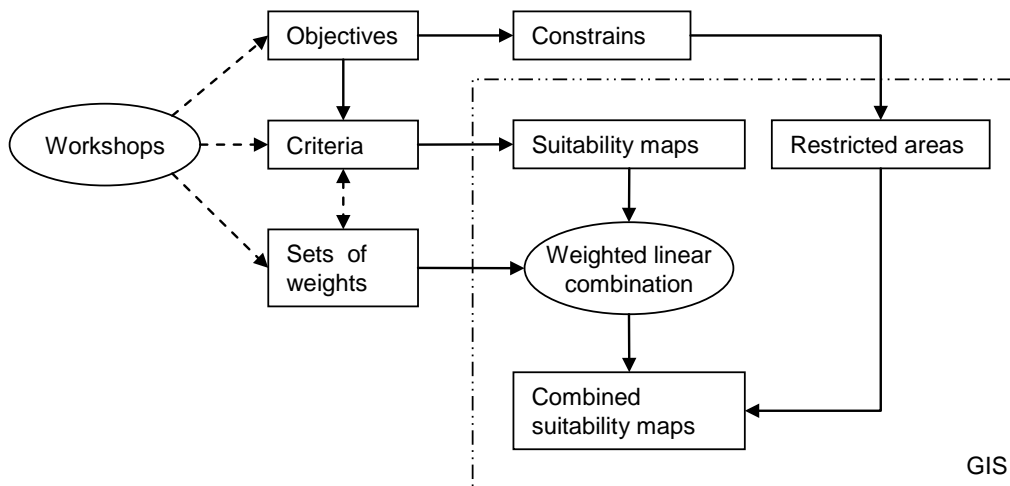 Objectives
Constrains
Workshops
Criteria
Suitability maps
Restricted areas
Sets of
weights
Weighted linear
combination
Combined
suitability maps
GIS